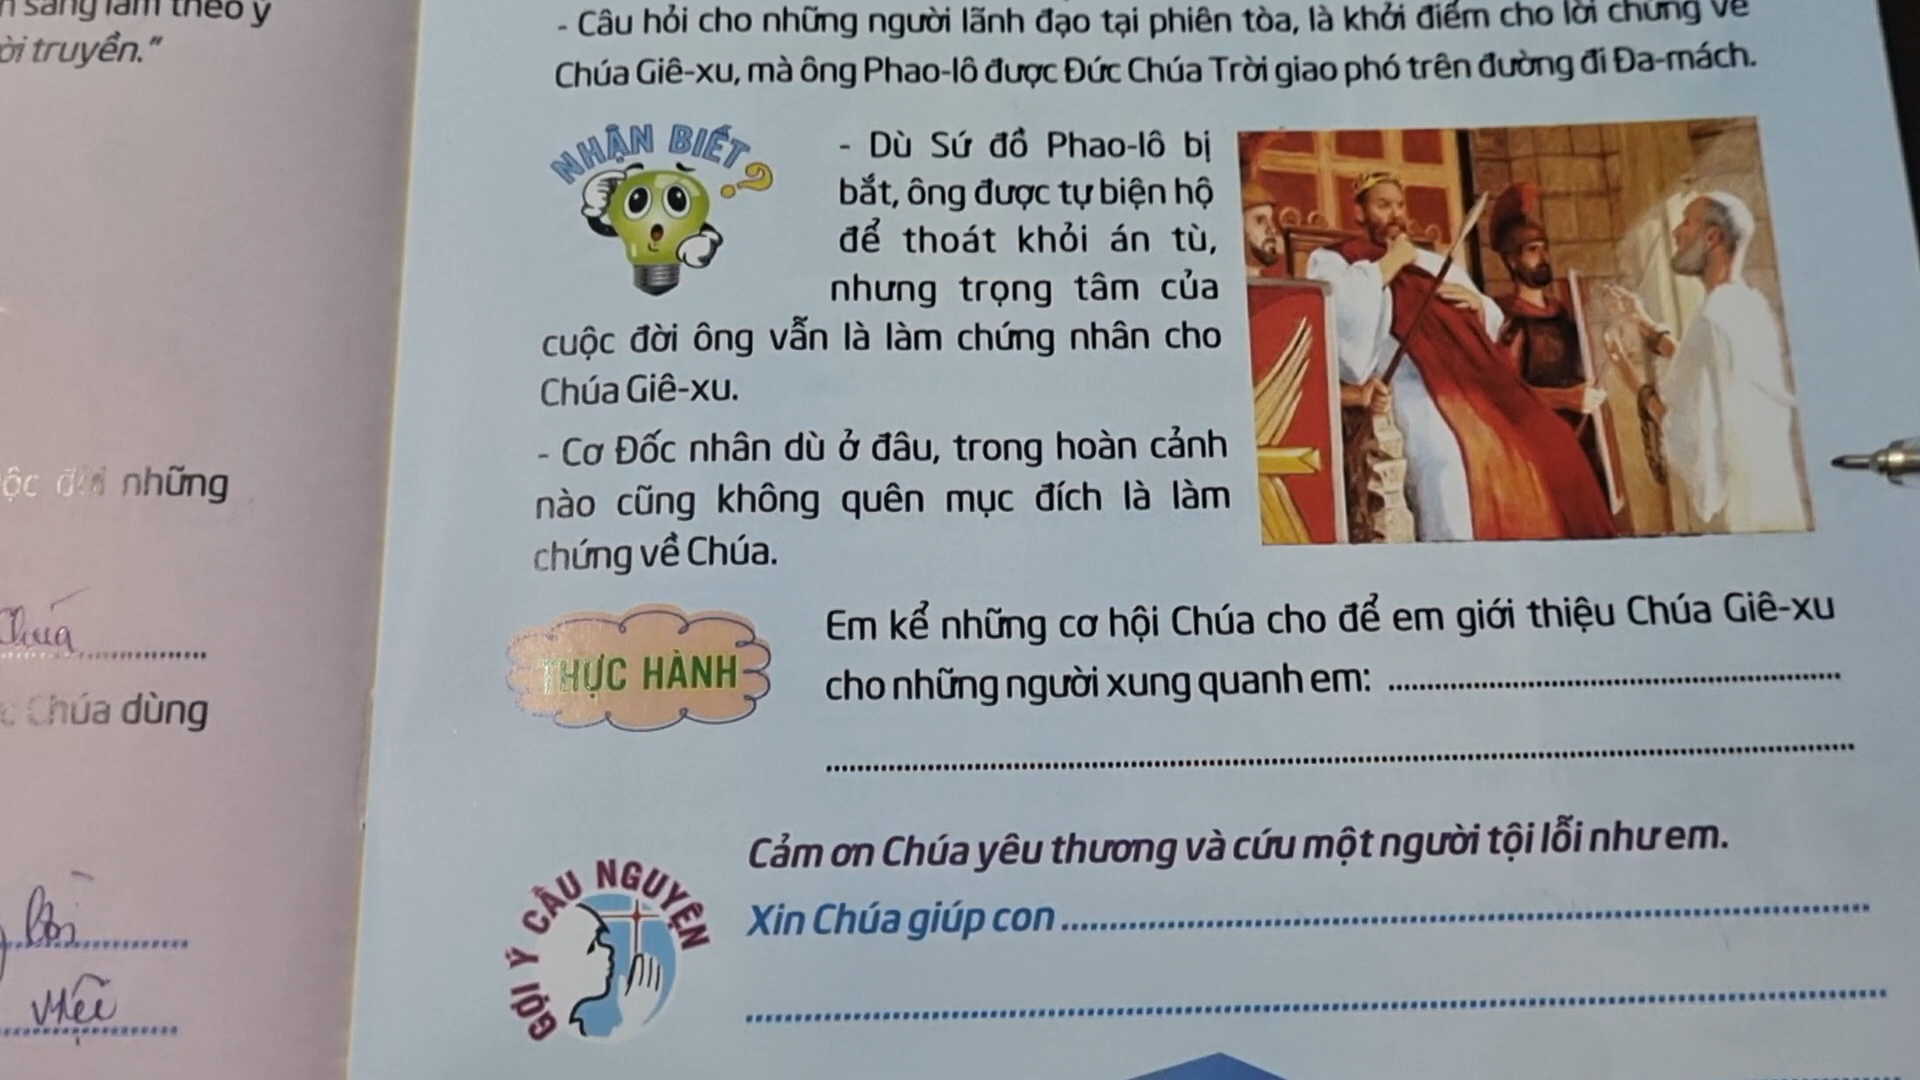 sáng làm theo ý
ời truyền."
ộc đời những
Chúa
Chúa dùng
lời
- Câu hỏi cho những người lãnh đạo tại phiên tòa, là khởi điểm cho lời chứng về
Chúa Giê-xu, mà ông Phao-lô được Đức Chúa Trời giao phó trên đường đi Đa-mách.
NHẬN BIẾT?
- Dù Sứ đồ Phao-lô bị
bắt, ông được tự biện hộ
để thoát khỏi án tù,
nhưng trọng tâm của
cuộc đời ông vẫn là làm chứng nhân cho
Chúa Giê-xu.
- Cơ Đốc nhân dù ở đâu, trong hoàn cảnh
nào cũng không quên mục đích là làm
chứng về Chúa.
THỰC HÀNH
Em kể những cơ hội Chúa cho để em giới thiệu Chúa Giê-xu
cho những người xung quanh em:
GỢI Ý CẦU NGUYỆN
Cảm ơn Chúa yêu thương và cứu một người tội lỗi như em.
Xin Chúa giúp con